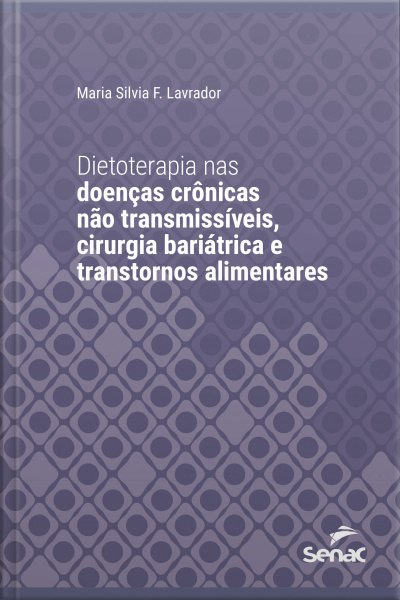 Maria Silvia F. Lavrador
Dietoterapia nas
doenças crônicas
não transmissíveis,
cirurgia bariátrica e
transtornos alimentares
Senac